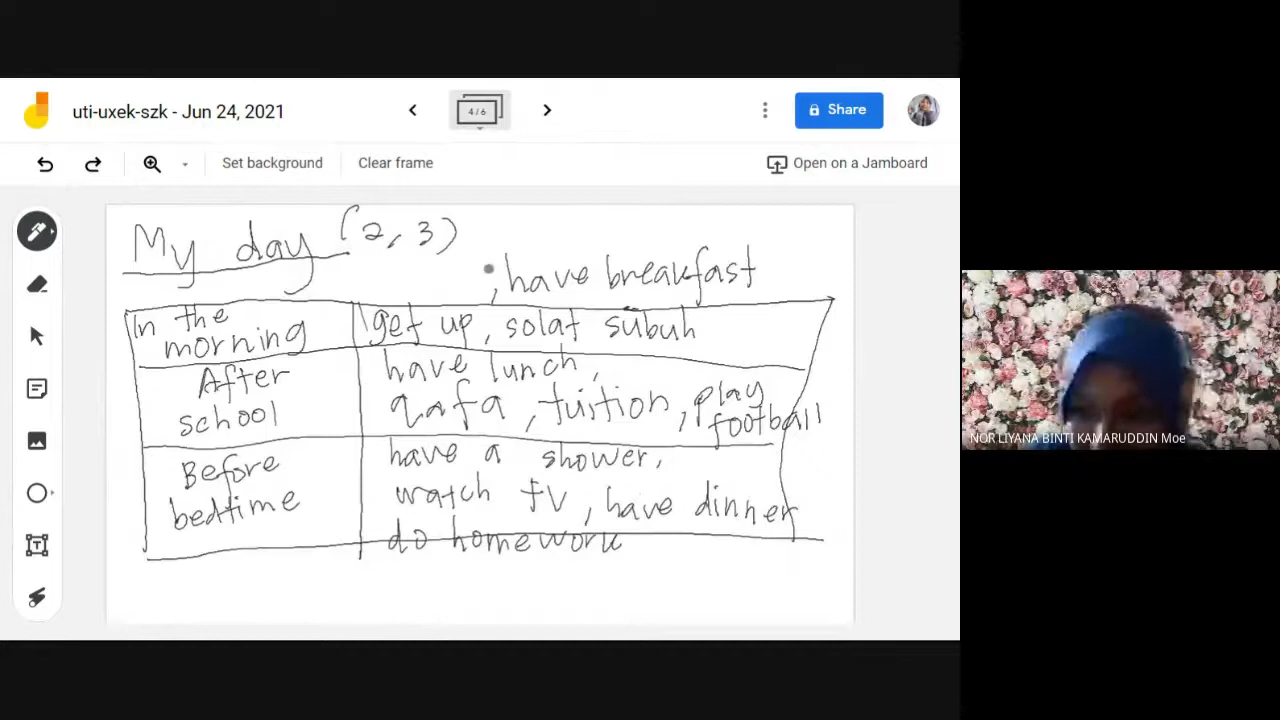 uti-uxek-szk - Jun 24, 2021
4/6
Share
Set background
Clear frame
Open on a Jamboard
My day (2, 3)
, have breakfast
In the
morning
get up, solat subuh
After
school
have lunch,
qafa, tuition, play
football
Before
bedtime
have a shower,
watch TV, have dinner
do homework
NOR LIYANA BINTI KAMARUDDIN Moe